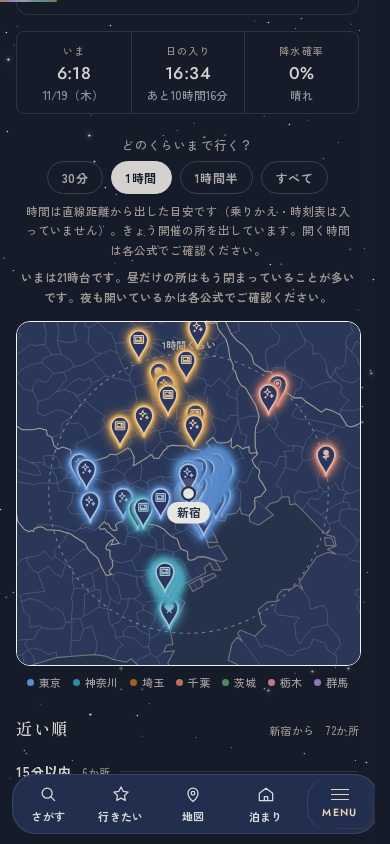 いま
日の入り
降水確率
6:18
16:34
0%
11/19（木）
あと10時間16分
晴れ
どのくらいまで行く？
30分
1時間
1時間半
すべて
時間は直線距離から出した目安です（乗りかえ・時刻表は入
っていません）。きょう開催の所を出しています。開く時間
は各公式でご確認ください。
いまは21時台です。昼だけの所はもう閉まっていることが多い
です。夜も開いているかは各公式でご確認ください。
1時間くらい
新宿
東京
神奈川
埼玉
千葉
茨城
栃木
群馬
近い順
新宿から 72か所
15分以内 6か所
さがす
行きたい
地図
泊まり
MENU